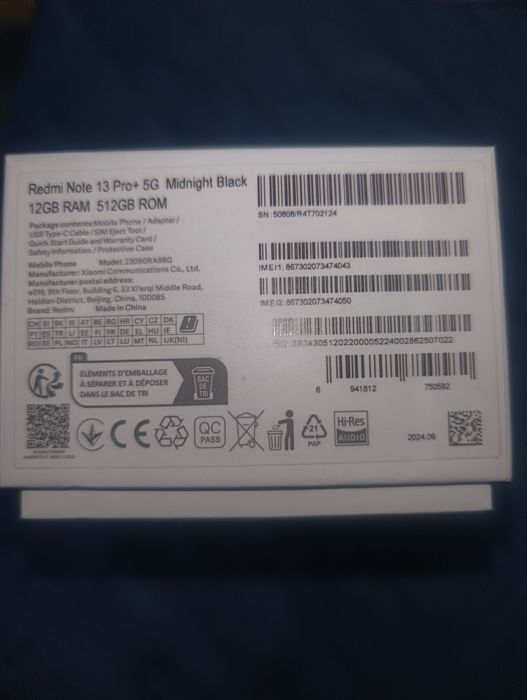 Redmi Note 13 Pro+ 5G Midnight Black
12GB RAM 512GB ROM
Package contents:Mobile Phone / Adapter /
USB Type-C Cable / SIM Eject Tool /
Quick Start Guide and Warranty Card /
Safety Information / Protective Case
Mobile Phone Model: 23090RA98G
Manufacturer: Xiaomi Communications Co., Ltd.
Manufacturer postal address:
#019, 9th Floor, Building 6, 33 Xi'erqi Middle Road,
Haidian District, Beijing, China, 100085
Brand: Redmi Made in China
SN: 50808/R4T702124
IMEI1: 867302073474043
IMEI2: 867302073474050
CH SI SK IS AT BE BG HR CY CZ DK
PT ES TR LI EE FI FR DE EL HU IE
RO SE PL NO IT LV LT LU MT NL UK(NI)
FR
ÉLÉMENTS D'EMBALLAGE
À SÉPARER ET À DÉPOSER
DANS LE BAC DE TRI
BAC
DE
TRI
6 941812 750582
CE
QC
PASS
21
PAP
Hi-Res
AUDIO
2024.06